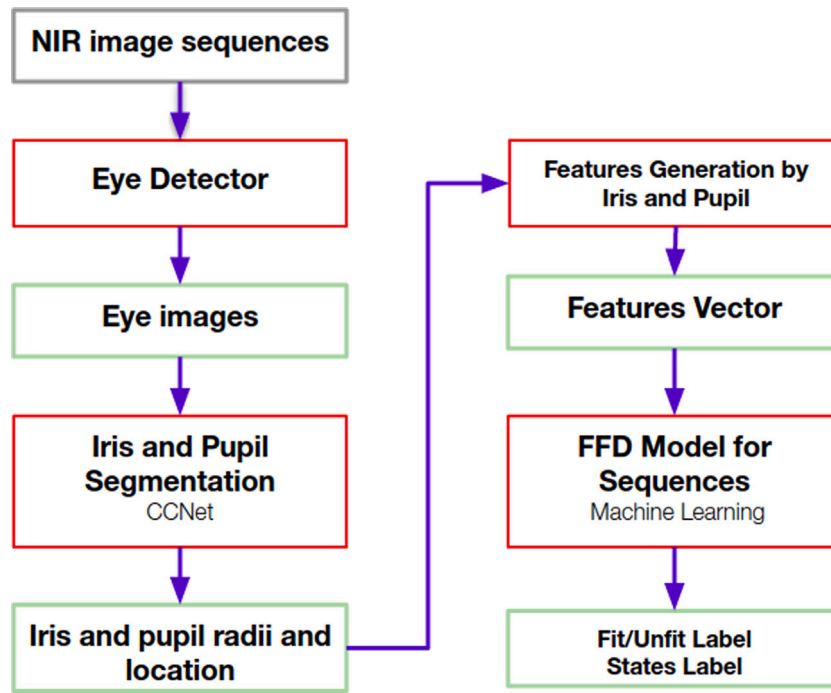 NIR image sequences
Eye Detector
Eye images
Iris and Pupil
Segmentation
CCNet
Iris and pupil radii and
location
Features Generation by
Iris and Pupil
Features Vector
FFD Model for
Sequences
Machine Learning
Fit/Unfit Label
States Label